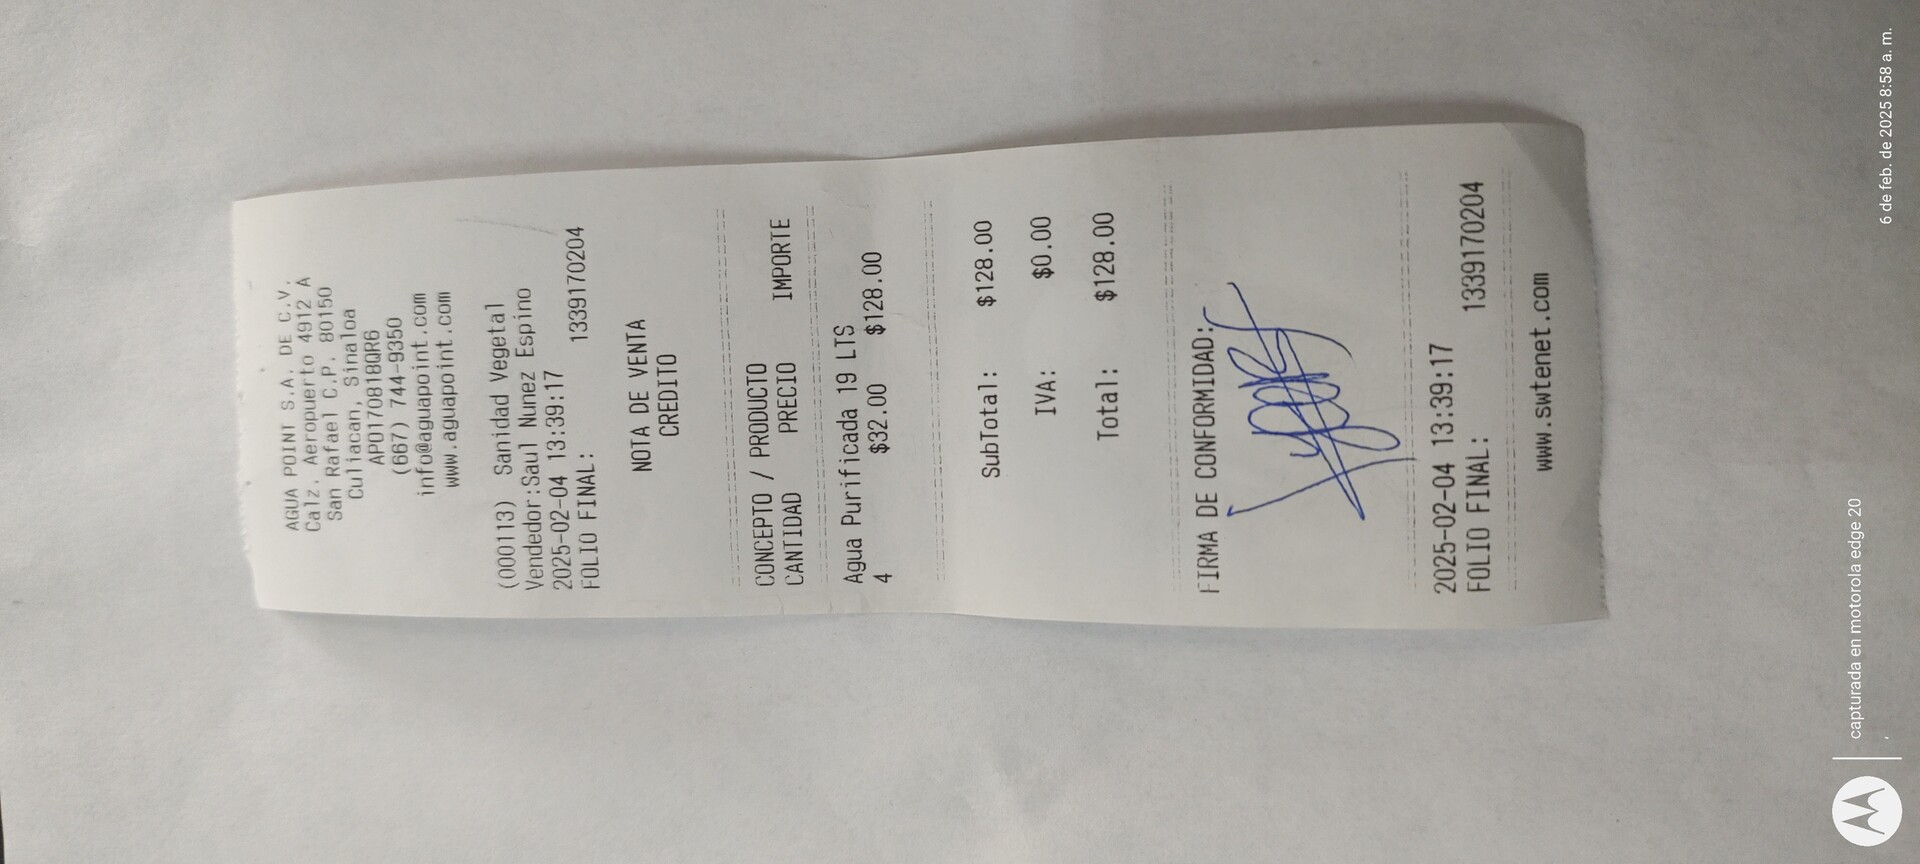 AGUA POINT S.A. DE C.V.
Calz. Aeropuerto 4912 A
San Rafael C.P. 80150
Culiacan, Sinaloa
APO170818QR6
(667) 744-9350
info@aguapoint.com
www.aguapoint.com
(000113) Sanidad Vegetal
Vendedor:Saul Nunez Espino
2025-02-04 13:39:17
FOLIO FINAL: 1339170204
NOTA DE VENTA
CREDITO
CONCEPTO / PRODUCTO
CANTIDAD PRECIO IMPORTE
Agua Purificada 19 LTS
4 $32.00 $128.00
SubTotal: $128.00
IVA: $0.00
Total: $128.00
FIRMA DE CONFORMIDAD:
2025-02-04 13:39:17
FOLIO FINAL: 1339170204
www.swtenet.com
capturada en motorola edge 20
6 de feb. de 2025 8:58 a. m.